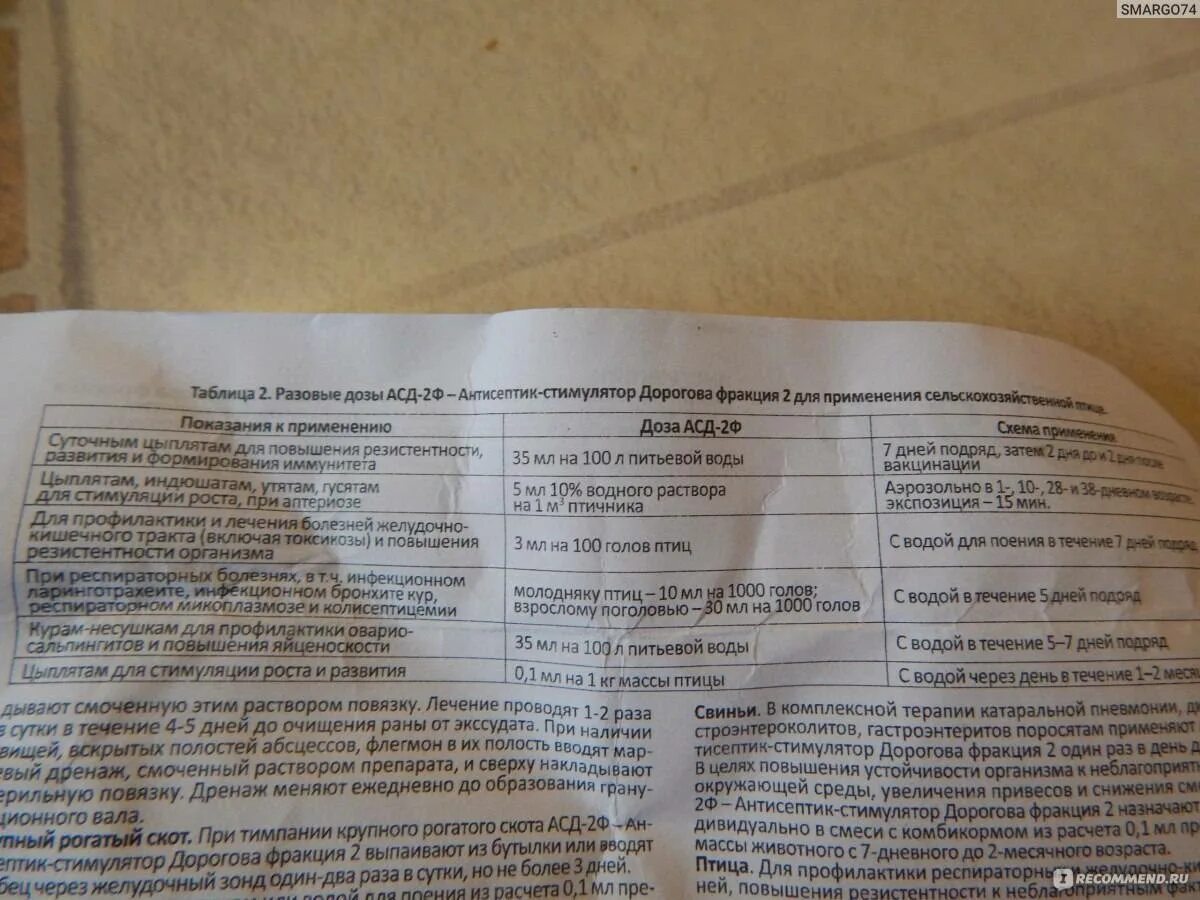 SMARGO74
Таблица 2. Разовые дозы АСД-2Ф – Антисептик-стимулятор Дорогова фракция 2 для применения сельскохозяйственной птице.
Показания к применению
Доза АСД-2Ф
Схема применения
Суточным цыплятам для повышения резистентности,
развития и формирования иммунитета
35 мл на 100 л питьевой воды
7 дней подряд, затем 2 дня до и 2 дня после
вакцинации
Цыплятам, индюшатам, утятам, гусятам
для стимуляции роста, при аптериозе
5 мл 10% водного раствора
на 1 м³ птичника
Аэрозольно в 1-, 10-, 28- и 38-дневном возрасте,
экспозиция – 15 мин.
Для профилактики и лечения болезней желудочно-
кишечного тракта (включая токсикозы) и повышения
резистентности организма
3 мл на 100 голов птиц
С водой для поения в течение 7 дней подряд
При респираторных болезнях, в т.ч. инфекционном
ларинготрахеите, инфекционном бронхите кур,
респираторном микоплазмозе и колисептицемии
молодняку птиц – 10 мл на 1000 голов;
взрослому поголовью – 30 мл на 1000 голов
С водой в течение 5 дней подряд
Курам-несушкам для профилактики оварио-
сальпингитов и повышения яйценоскости
35 мл на 100 л питьевой воды
С водой в течение 5–7 дней подряд
Цыплятам для стимуляции роста и развития
0,1 мл на 1 кг массы птицы
С водой через день в течение 1–2 меся
дывают смоченную этим раствором повязку. Лечение проводят 1-2 раза
в сутки в течение 4-5 дней до очищения раны от экссудата. При наличии
вищей, вскрытых полостей абсцессов, флегмон в их полость вводят мар-
евый дренаж, смоченный раствором препарата, и сверху накладывают
ерильную повязку. Дренаж меняют ежедневно до образования грану-
ционного вала.
упный рогатый скот. При тимпании крупного рогатого скота АСД-2Ф – Ан-
ептик-стимулятор Дорогова фракция 2 выпаивают из бутылки или вводят
бец через желудочный зонд один-два раза в сутки, но не более 3 дней.
или водой для поения из расчета 0,1 мл пре-
Свиньи. В комплексной терапии катаральной пневмонии, ди
строэнтероколитов, гастроэнтеритов поросятам применяют
тисептик-стимулятор Дорогова фракция 2 один раз в день д
В целях повышения устойчивости организма к неблагоприят
окружающей среды, увеличения привесов и снижения см
2Ф – Антисептик-стимулятор Дорогова фракция 2 назначают
дивидуально в смеси с комбикормом из расчета 0,1 мл пр
массы животного с 7-дневного до 2-месячного возраста.
Птица. Для профилактики респираторных, желудочно-ки
ней, повышения резистентности к неблагоприятным факт
IRECOMMEND.RU